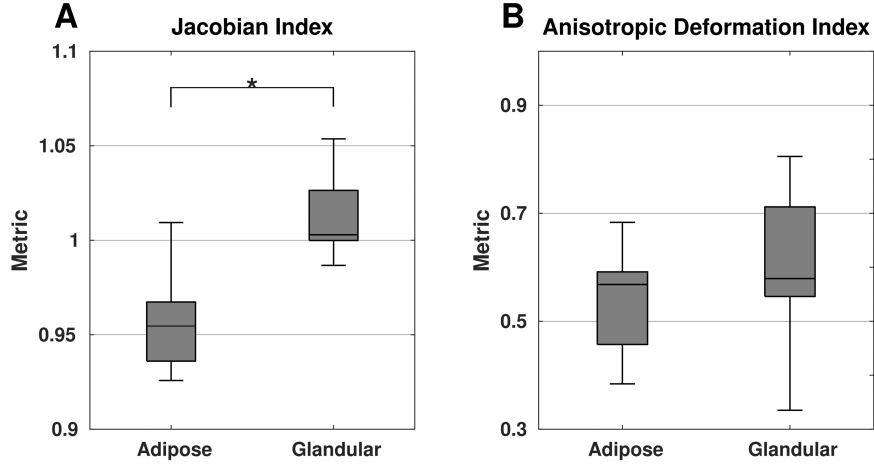 A
Jacobian Index
1.1
1.05
1
0.95
0.9
Metric
*
Adipose
Glandular
B
Anisotropic Deformation Index
0.9
0.7
0.5
0.3
Metric
Adipose
Glandular